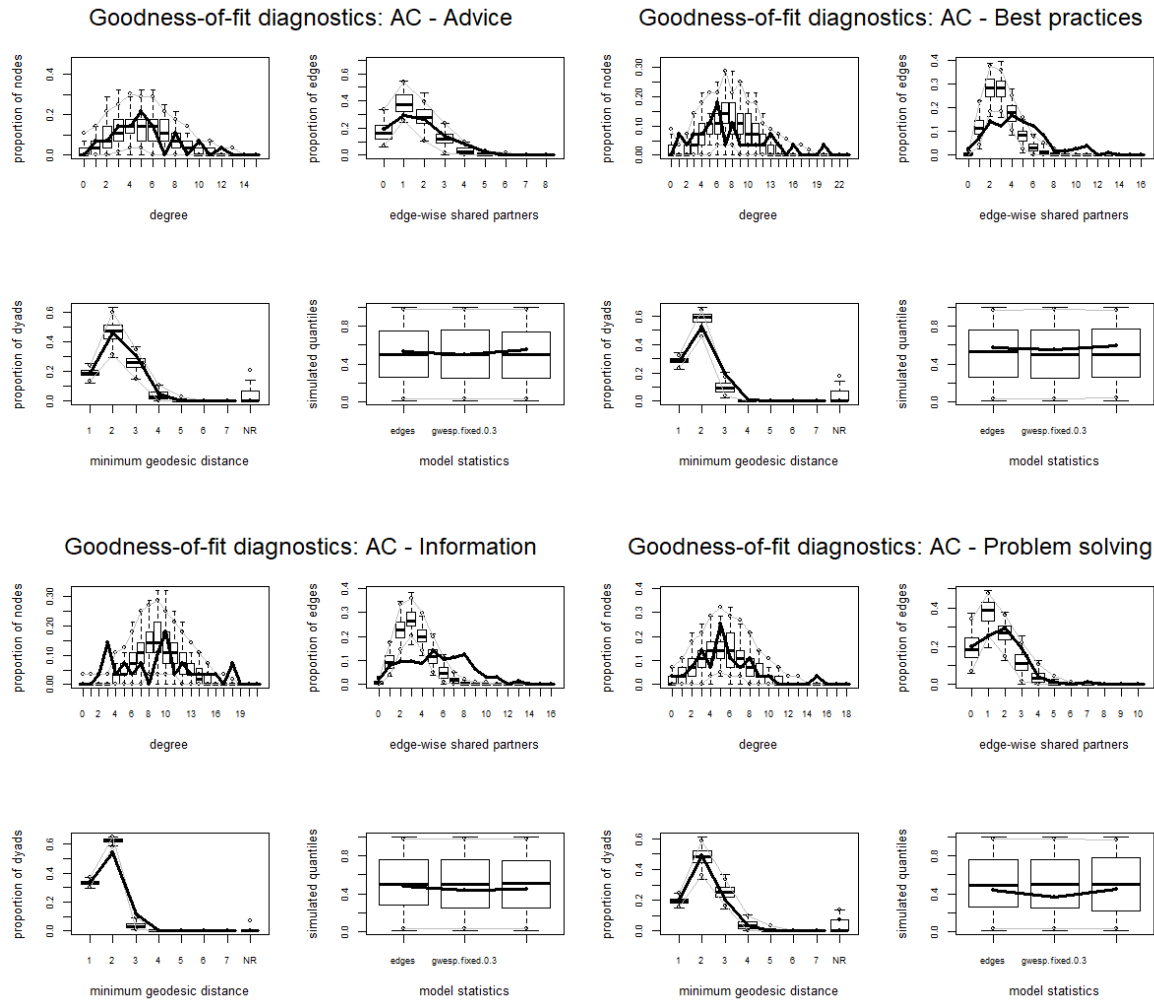 Goodness-of-fit diagnostics: AC - Advice
proportion of nodes
0.0 0.2 0.4
0 2 4 6 8 10 12 14
degree
proportion of edges
0.0 0.2 0.4 0.6
0 1 2 3 4 5 6 7 8
edge-wise shared partners
proportion of dyads
0.0 0.2 0.4 0.6
1 2 3 4 5 6 7 NR
minimum geodesic distance
simulated quantiles
0.0 0.4 0.8
edges gwesp.fixed.0.3
model statistics
Goodness-of-fit diagnostics: AC - Best practices
proportion of nodes
0.00 0.10 0.20 0.30
0 2 4 6 8 10 13 16 19 22
degree
proportion of edges
0.0 0.1 0.2 0.3 0.4
0 2 4 6 8 10 12 14 16
edge-wise shared partners
proportion of dyads
0.0 0.2 0.4 0.6
1 2 3 4 5 6 7 NR
minimum geodesic distance
simulated quantiles
0.0 0.4 0.8
edges gwesp.fixed.0.3
model statistics
Goodness-of-fit diagnostics: AC - Information
proportion of nodes
0.00 0.10 0.20 0.30
0 2 4 6 8 10 13 16 19
degree
proportion of edges
0.0 0.1 0.2 0.3 0.4
0 2 4 6 8 10 12 14 16
edge-wise shared partners
proportion of dyads
0.0 0.2 0.4 0.6
1 2 3 4 5 6 7 NR
minimum geodesic distance
simulated quantiles
0.0 0.4 0.8
edges gwesp.fixed.0.3
model statistics
Goodness-of-fit diagnostics: AC - Problem solving
proportion of nodes
0.0 0.1 0.2 0.3 0.4
0 2 4 6 8 10 12 14 16 18
degree
proportion of edges
0.0 0.2 0.4
0 1 2 3 4 5 6 7 8 9 10
edge-wise shared partners
proportion of dyads
0.0 0.2 0.4 0.6
1 2 3 4 5 6 7 NR
minimum geodesic distance
simulated quantiles
0.0 0.4 0.8
edges gwesp.fixed.0.3
model statistics